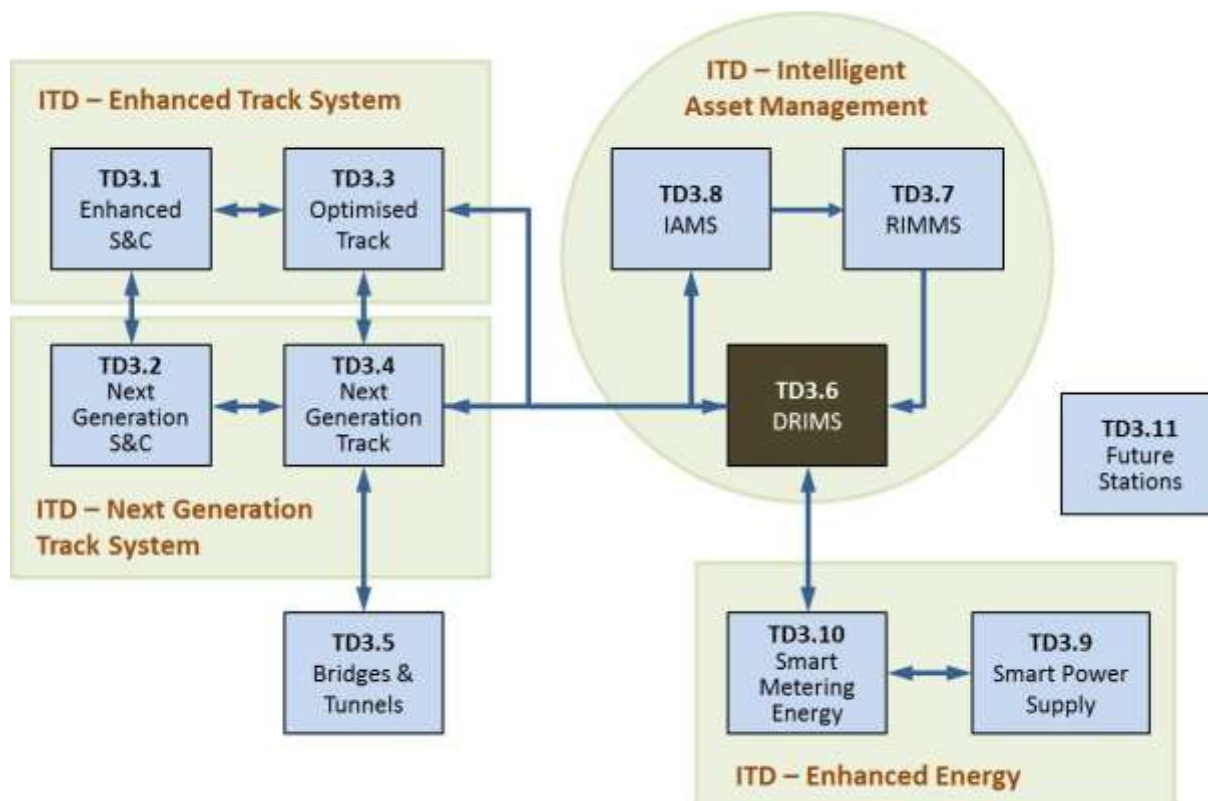 ITD – Enhanced Track System
TD3.1
Enhanced
S&C
TD3.3
Optimised
Track
TD3.2
Next
Generation
S&C
TD3.4
Next
Generation
Track
ITD – Next Generation
Track System
TD3.5
Bridges &
Tunnels
ITD – Intelligent
Asset Management
TD3.8
IAMS
TD3.7
RIMMS
TD3.6
DRIMS
TD3.11
Future
Stations
TD3.10
Smart
Metering
Energy
TD3.9
Smart Power
Supply
ITD – Enhanced Energy